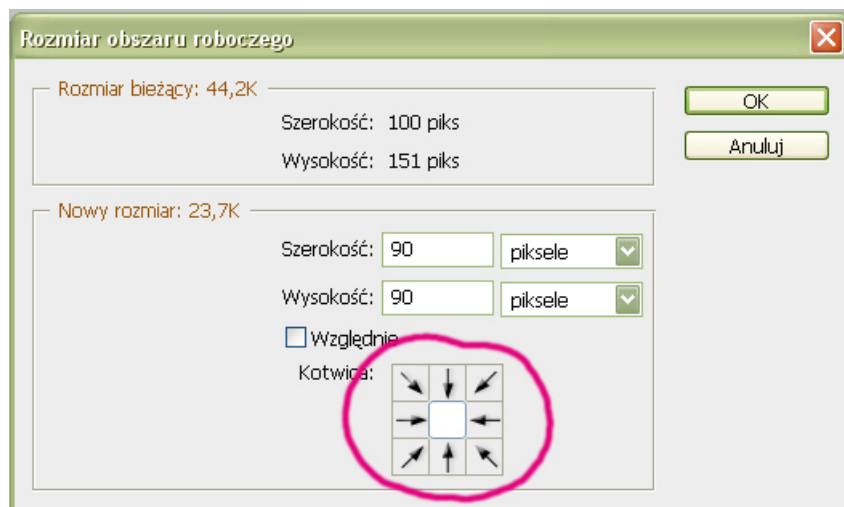 Rozmiar obszaru roboczego
Rozmiar bieżący: 44,2K
OK
Szerokość: 100 piks
Anuluj
Wysokość: 151 piks
Nowy rozmiar: 23,7K
Szerokość: 90 piksele
Wysokość: 90 piksele
Względnie
Kotwica: